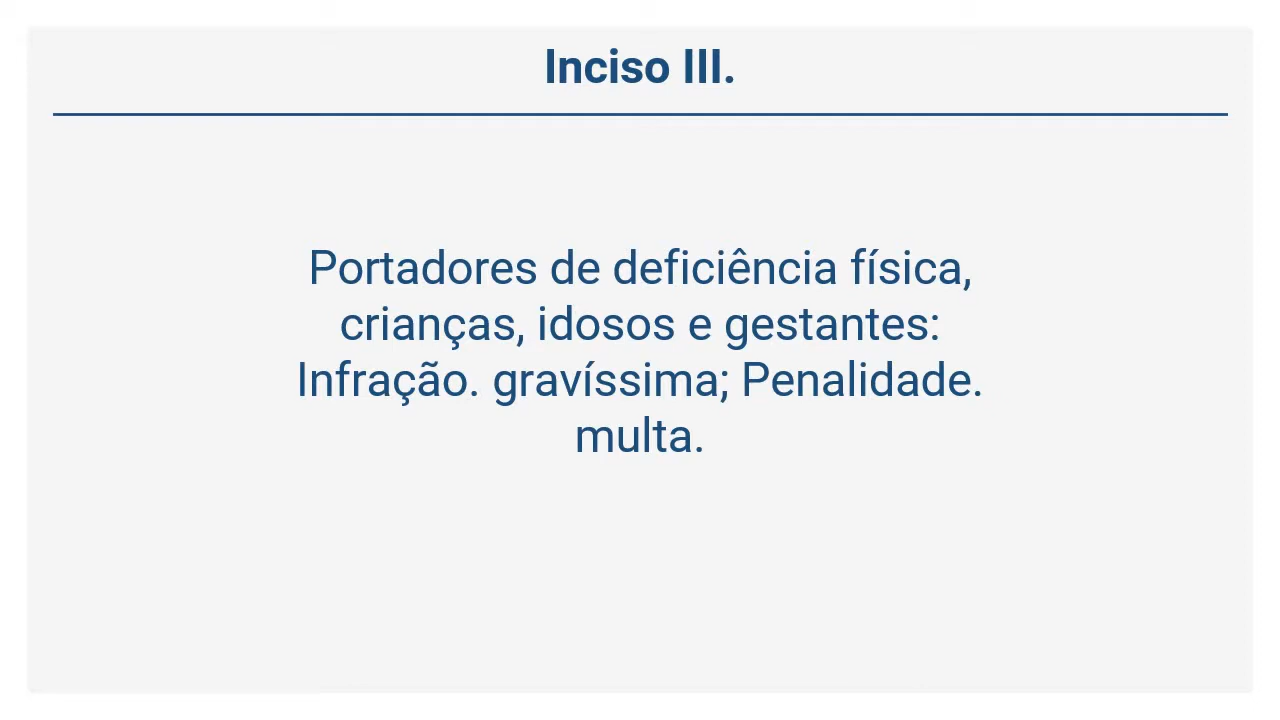 Inciso III.
Portadores de deficiência física,
crianças, idosos e gestantes:
Infração. gravíssima; Penalidade.
multa.